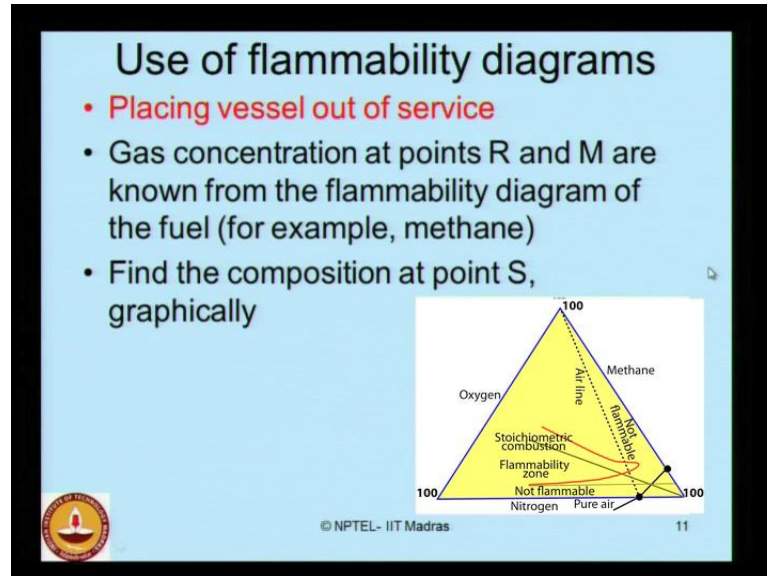 Use of flammability diagrams
• Placing vessel out of service
• Gas concentration at points R and M are
known from the flammability diagram of
the fuel (for example, methane)
• Find the composition at point S,
graphically
100
Methane
Air line
Oxygen
Not
flammable
Stoichiometric
combustion
Flammability
zone
100
Not flammable
100
Nitrogen
Pure air
© NPTEL- IIT Madras
11